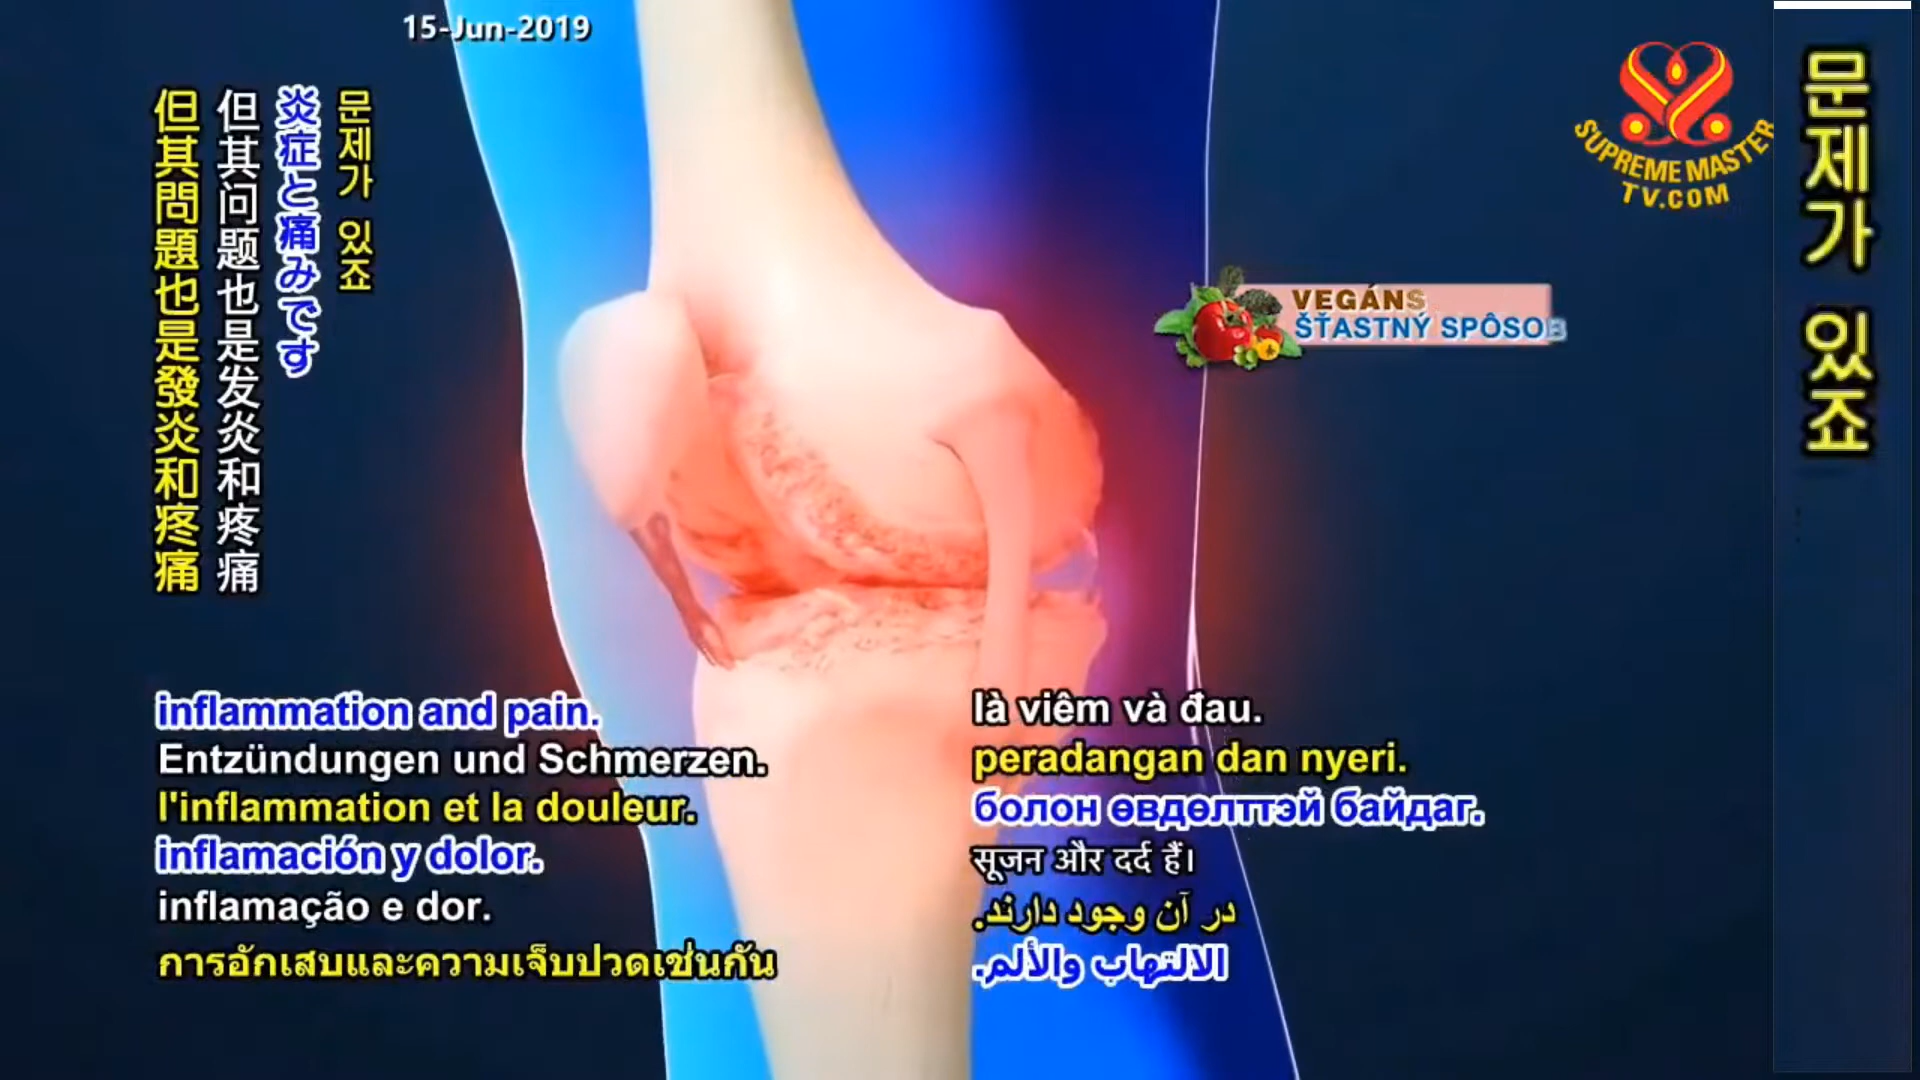 15-Jun-2019
문제가 있죠
炎症と痛みです
但其问题也是发炎和疼痛
但其問題也是發炎和疼痛
SUPREME MASTER
TV.COM
문제가 있죠
VEGÁNS
ŠŤASTNÝ SPÔSOB
inflammation and pain.
Entzündungen und Schmerzen.
l'inflammation et la douleur.
inflamación y dolor.
inflamação e dor.
การอักเสบและความเจ็บปวดเช่นกัน
là viêm và đau.
peradangan dan nyeri.
болон өвдөлттэй байдаг.
सूजन और दर्द हैं।
در آن وجود دارند.
الالتهاب والألم.